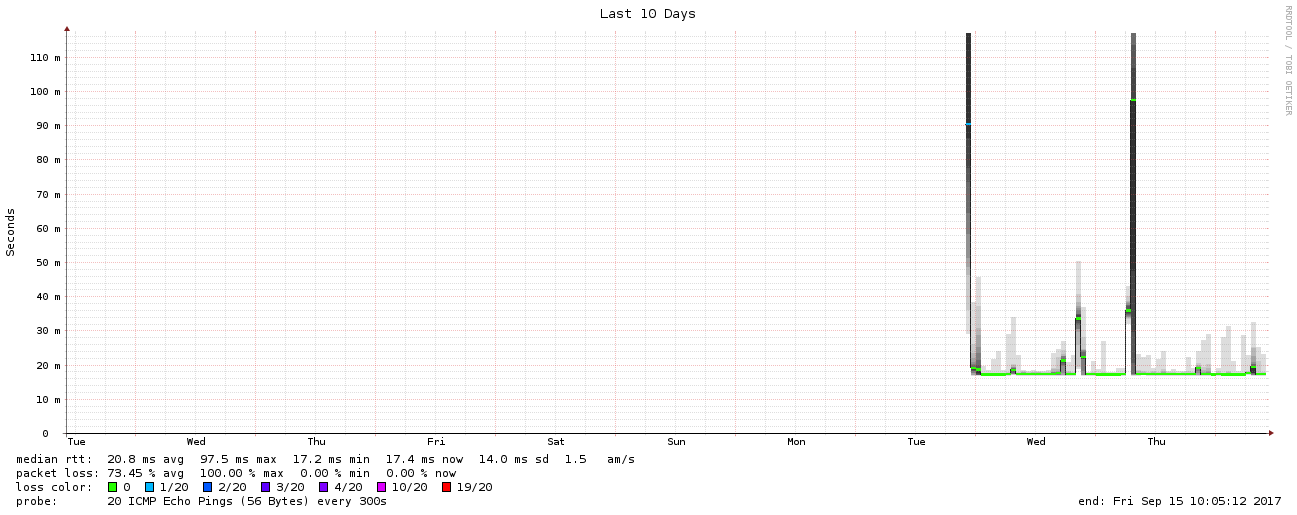 Last 10 Days
RRDTOOL / TOBI OETIKER
Seconds
110 m
100 m
90 m
80 m
70 m
60 m
50 m
40 m
30 m
20 m
10 m
0
Tue Wed Thu Fri Sat Sun Mon Tue Wed Thu
median rtt: 20.8 ms avg 97.5 ms max 17.2 ms min 17.4 ms now 14.0 ms sd 1.5 am/s
packet loss: 73.45 % avg 100.00 % max 0.00 % min 0.00 % now
loss color: 0 1/20 2/20 3/20 4/20 10/20 19/20
probe: 20 ICMP Echo Pings (56 Bytes) every 300s end: Fri Sep 15 10:05:12 2017